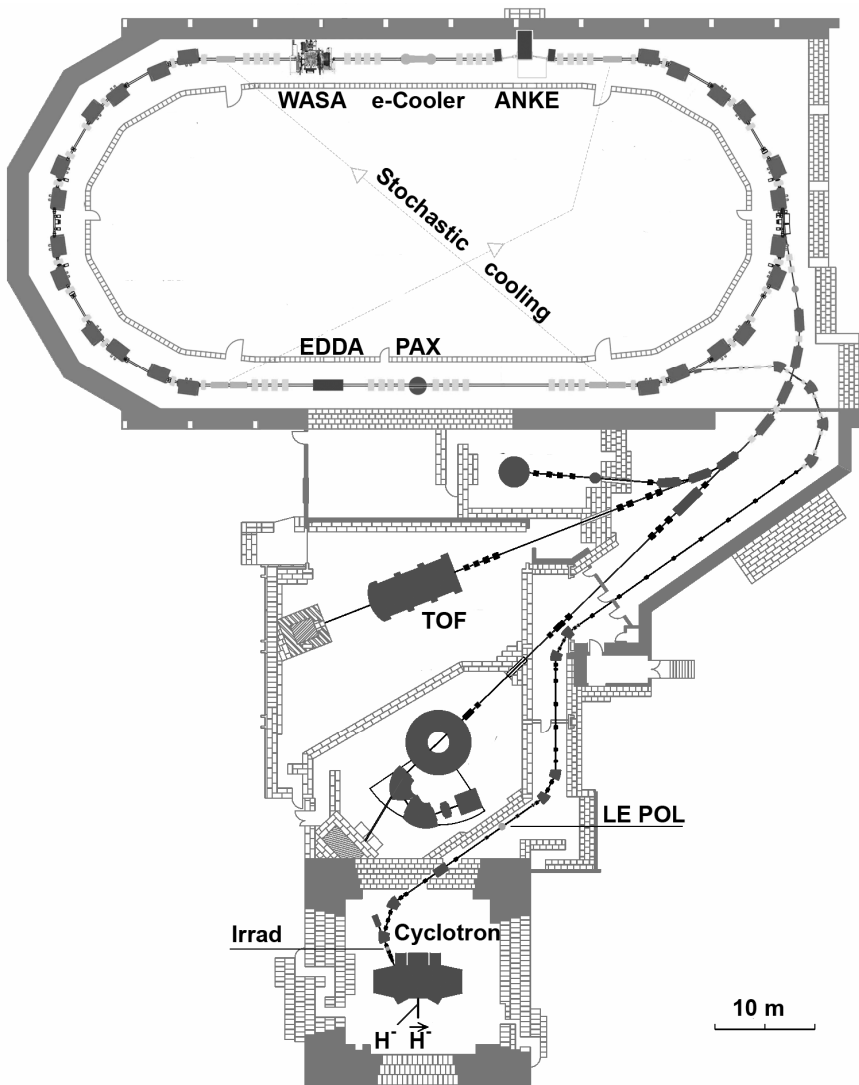 WASA e-Cooler ANKE
Stochastic
cooling
EDDA PAX
TOF
LE POL
Irrad
Cyclotron
10 m
H⁻ H⃗⁻